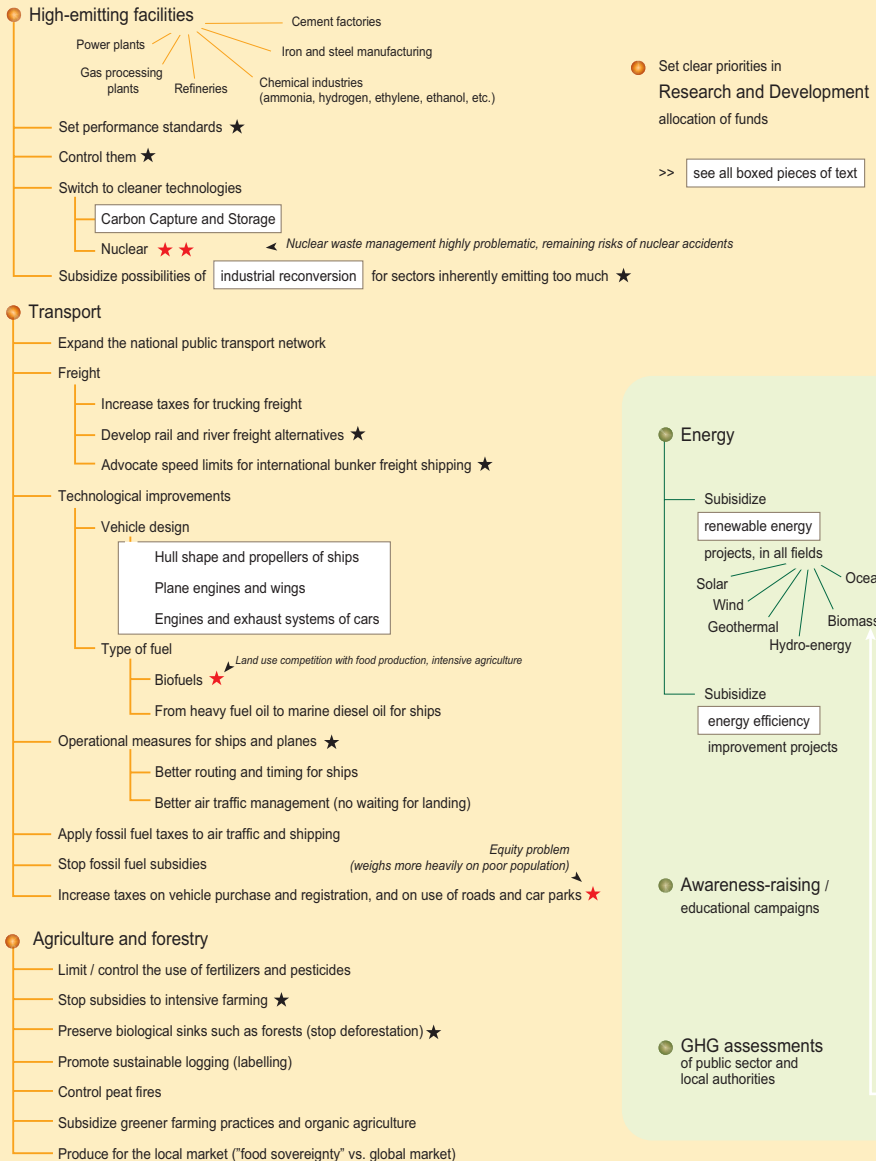 High-emitting facilities
Cement factories
Power plants
Iron and steel manufacturing
Gas processing
plants
Refineries
Chemical industries
(ammonia, hydrogen, ethylene, ethanol, etc.)
Set performance standards
Control them
Switch to cleaner technologies
Carbon Capture and Storage
Nuclear
Nuclear waste management highly problematic, remaining risks of nuclear accidents
Subsidize possibilities of industrial reconversion for sectors inherently emitting too much
Set clear priorities in
Research and Development
allocation of funds
>> see all boxed pieces of text
Transport
Expand the national public transport network
Freight
Increase taxes for trucking freight
Develop rail and river freight alternatives
Advocate speed limits for international bunker freight shipping
Technological improvements
Vehicle design
Hull shape and propellers of ships
Plane engines and wings
Engines and exhaust systems of cars
Type of fuel
Land use competition with food production, intensive agriculture
Biofuels
From heavy fuel oil to marine diesel oil for ships
Operational measures for ships and planes
Better routing and timing for ships
Better air traffic management (no waiting for landing)
Apply fossil fuel taxes to air traffic and shipping
Stop fossil fuel subsidies
Equity problem
(weighs more heavily on poor population)
Increase taxes on vehicle purchase and registration, and on use of roads and car parks
Agriculture and forestry
Limit / control the use of fertilizers and pesticides
Stop subsidies to intensive farming
Preserve biological sinks such as forests (stop deforestation)
Promote sustainable logging (labelling)
Control peat fires
Subsidize greener farming practices and organic agriculture
Produce for the local market ("food sovereignty" vs. global market)
Energy
Subisidize
renewable energy
projects, in all fields
Solar
Wind
Geothermal
Hydro-energy
Biomass
Ocea
Subisidize
energy efficiency
improvement projects
Awareness-raising /
educational campaigns
GHG assessments
of public sector and
local authorities